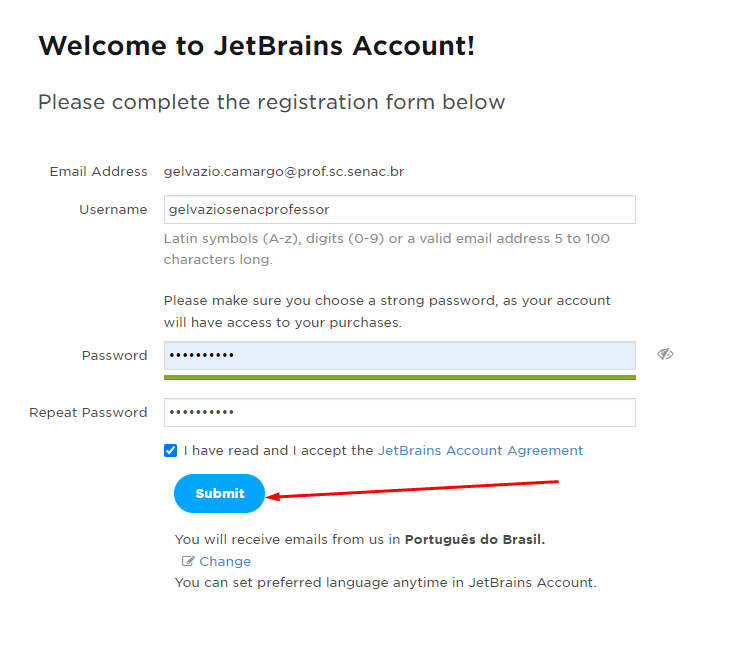 Welcome to JetBrains Account!
Please complete the registration form below
Email Address gelvazio.camargo@prof.sc.senac.br
Username gelvaziosenacprofessor
Latin symbols (A-z), digits (0-9) or a valid email address 5 to 100
characters long.
Please make sure you choose a strong password, as your account
will have access to your purchases.
Password ••••••••••
Repeat Password ••••••••••
I have read and I accept the JetBrains Account Agreement
Submit
You will receive emails from us in Português do Brasil.
Change
You can set preferred language anytime in JetBrains Account.